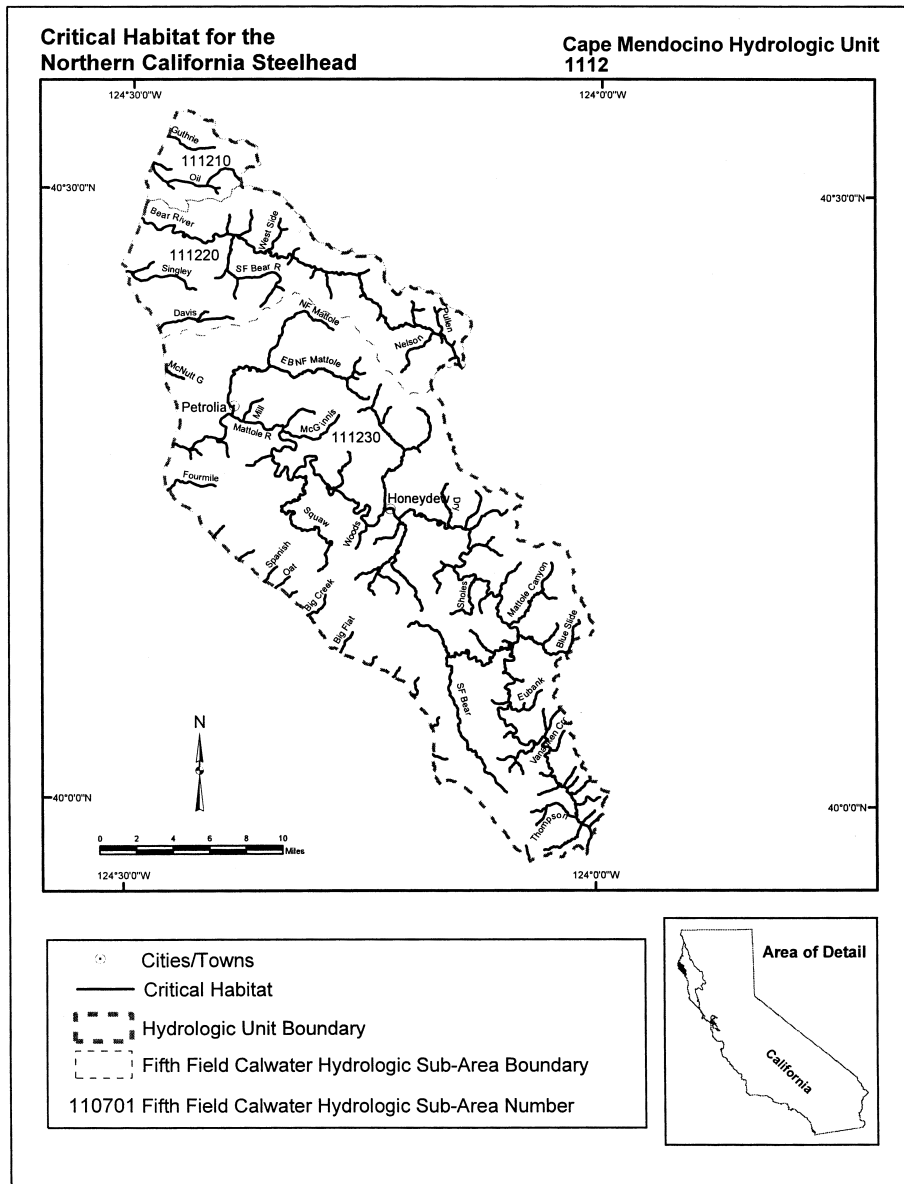 Critical Habitat for the
Northern California Steelhead
Cape Mendocino Hydrologic Unit
1112
124°30'0"W
124°0'0"W
40°30'0"N
40°30'0"N
Guthrie
111210
Oil
Bear River
West Side
111220
SF Bear R
Singley
Davis
NF Mattole
Pullen
Nelson
EBNF Mattole
McNutt G
Petrolia
Mill
McGinnis
Mattole R
111230
Fourmile
Honeydew
Dry
Squaw
Woods
Spanish
Oat
Sholes
Mattole Canyon
Big Creek
Blue Slide
Big Flat
SF Bear
Eubank
Vanauken Cr
N
Thompson
40°0'0"N
40°0'0"N
0 2 4 6 8 10
Miles
124°30'0"W
124°0'0"W
Cities/Towns
Critical Habitat
Hydrologic Unit Boundary
Fifth Field Calwater Hydrologic Sub-Area Boundary
110701 Fifth Field Calwater Hydrologic Sub-Area Number
Area of Detail
California